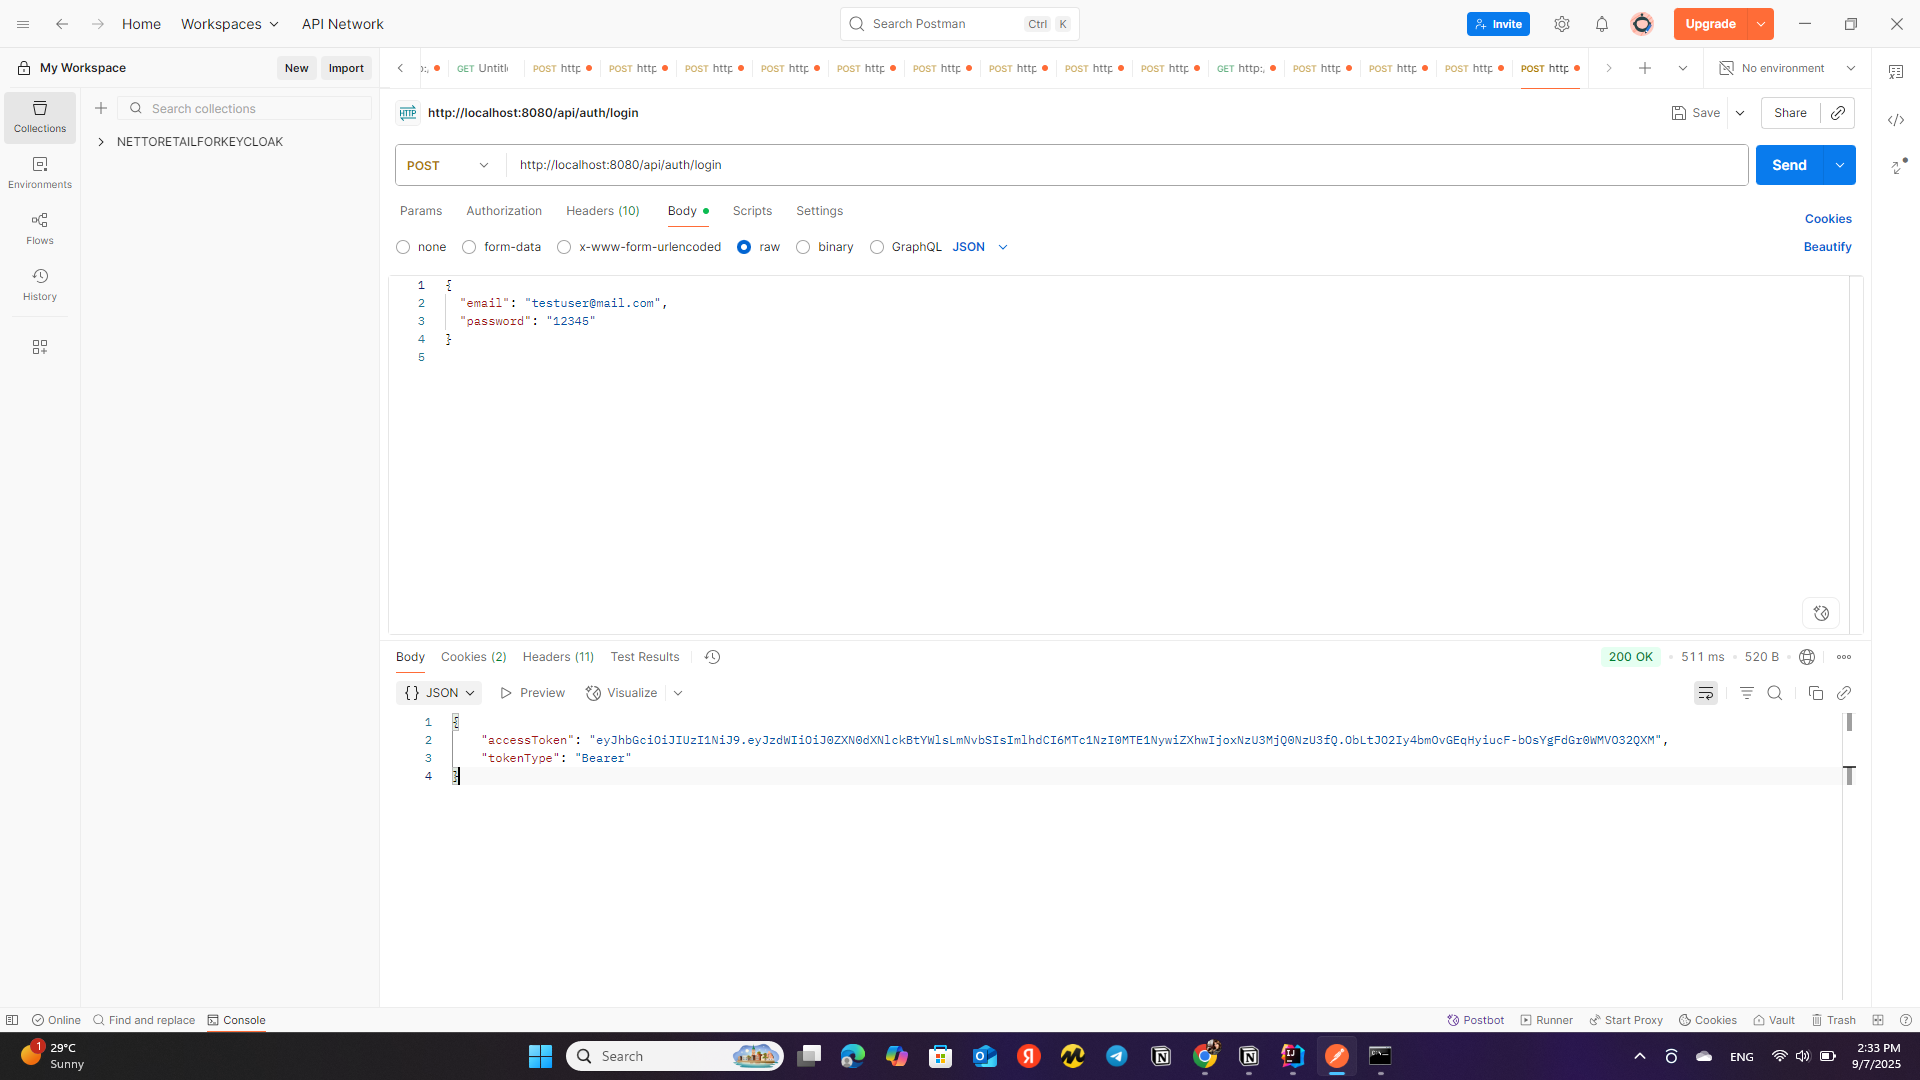 Home
Workspaces
API Network
Search Postman
Ctrl
K
Invite
Upgrade
My Workspace
New
Import
GET Untitl
POST http
POST http
POST http
POST http
POST http
POST http
POST http
POST http
POST http
GET http:
POST http
POST http
POST http
POST http
No environment
Collections
Search collections
HTTP
http://localhost:8080/api/auth/login
Save
Share
NETTORETAILFORKEYCLOAK
Environments
POST
http://localhost:8080/api/auth/login
Send
Flows
Params
Authorization
Headers (10)
Body
Scripts
Settings
Cookies
none
form-data
x-www-form-urlencoded
raw
binary
GraphQL
JSON
Beautify
History
1 {
2 "email": "testuser@mail.com",
3 "password": "12345"
4 }
5
Body
Cookies (2)
Headers (11)
Test Results
200 OK
511 ms
520 B
{} JSON
Preview
Visualize
1 {
2 "accessToken": "eyJhbGciOiJIUzI1NiJ9.eyJzdWIiOiJ0ZXN0dXNlckBtYWlsLmNvbSIsImlhdCI6MTc1NzI0MTE1NywiZXhwIjoxNzU3MjQ0NzU3fQ.ObLtJO2Iy4bmOvGEqHyiucF-bOsYgFdGr0WMVO32QXM",
3 "tokenType": "Bearer"
4 }
Online
Find and replace
Console
Postbot
Runner
Start Proxy
Cookies
Vault
Trash
1
29°C
Sunny
Search
ENG
2:33 PM
9/7/2025